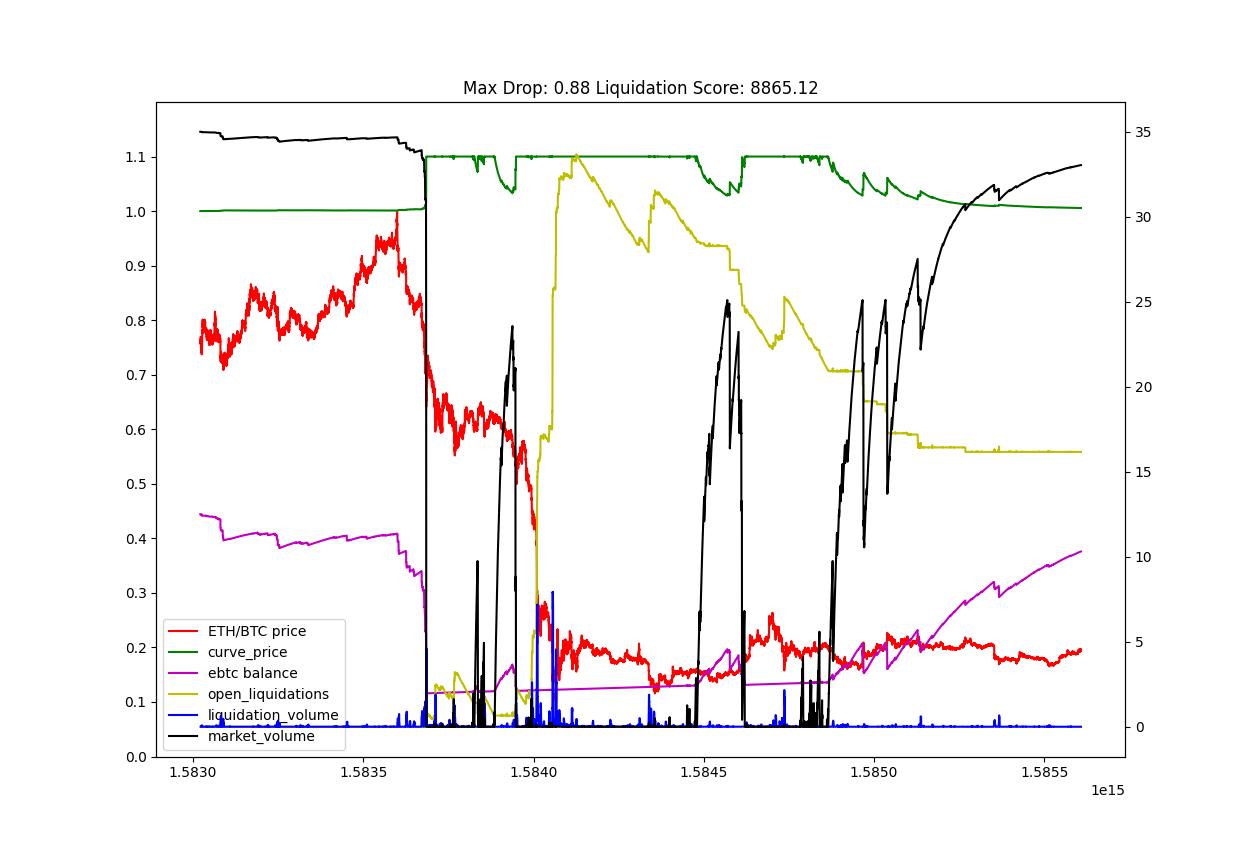 Max Drop: 0.88 Liquidation Score: 8865.12
1.1
1.0
0.9
0.8
0.7
0.6
0.5
0.4
0.3
0.2
0.1
0.0
35
30
25
20
15
10
5
0
ETH/BTC price
curve_price
ebtc balance
open_liquidations
liquidation_volume
market_volume
1.5830 1.5835 1.5840 1.5845 1.5850 1.5855
1e15